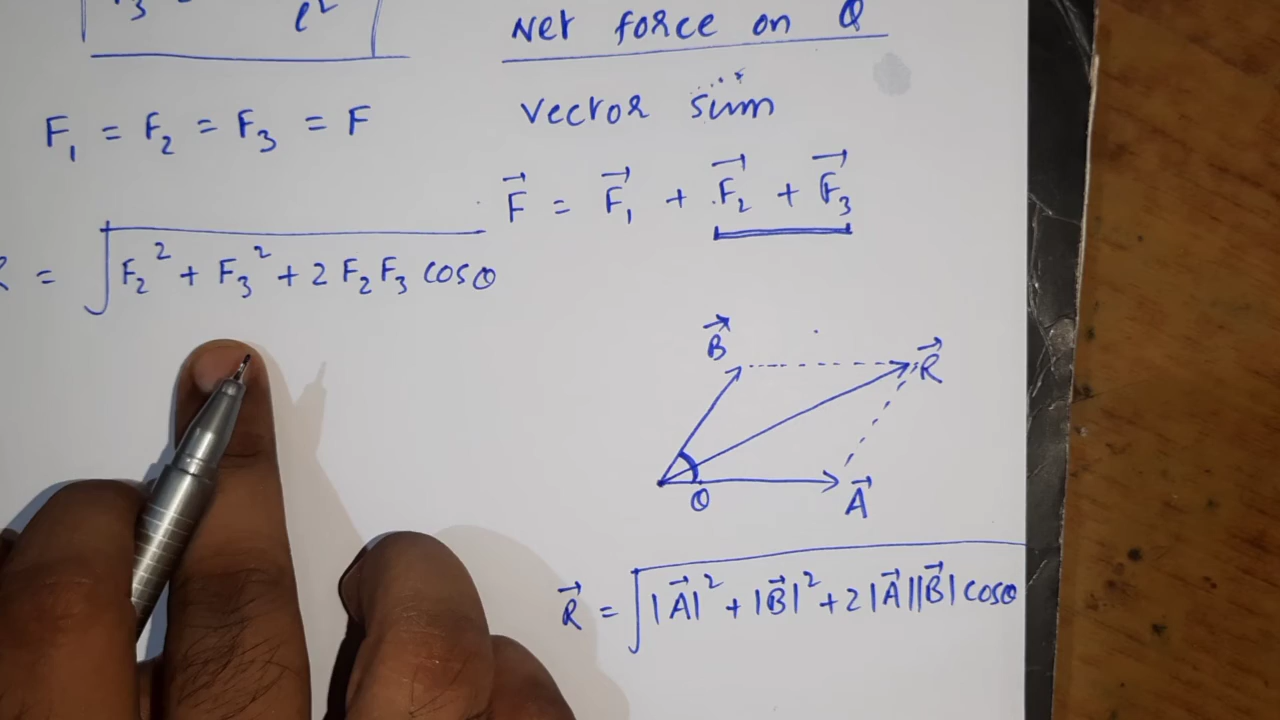 l²
F₁ = F₂ = F₃ = F
R = √(F₂² + F₃² + 2 F₂ F₃ cosθ)
Net force on Q
vector sum
F⃗ = F⃗₁ + F⃗₂ + F⃗₃
B⃗
R⃗
θ
A⃗
R⃗ = √(|A⃗|² + |B⃗|² + 2|A⃗||B⃗| cosθ)